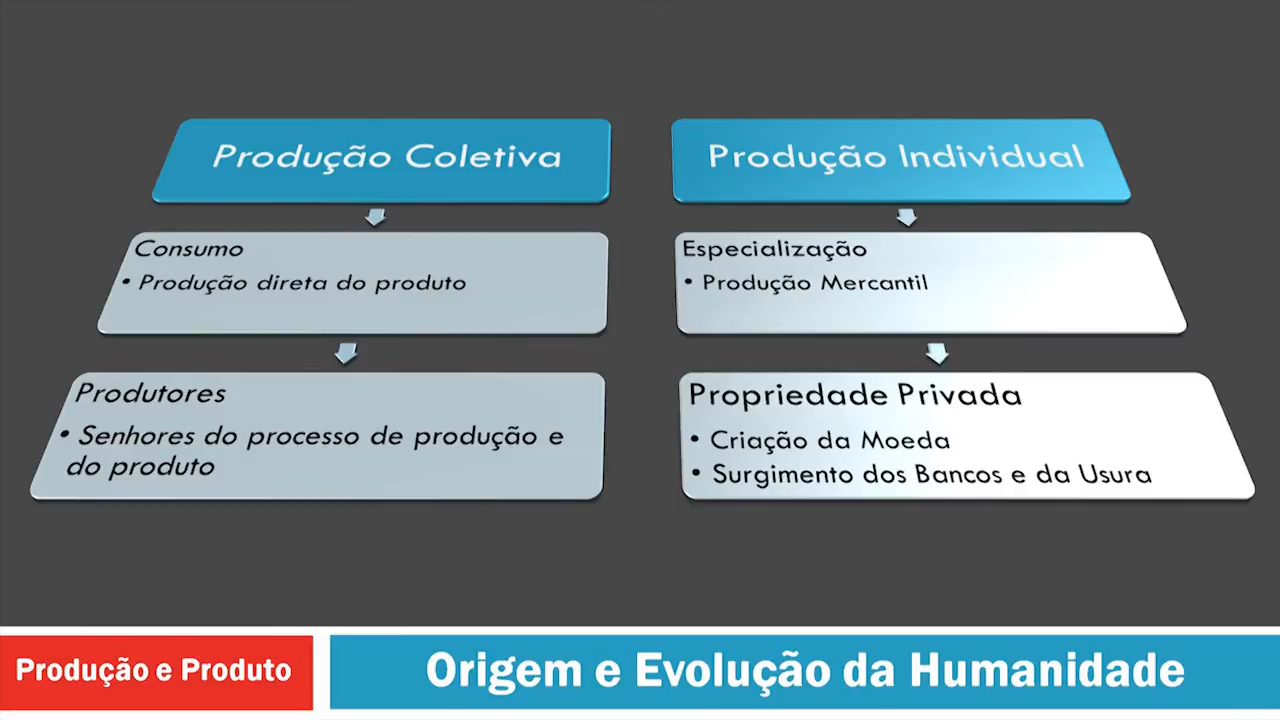 Produção Coletiva
Consumo
• Produção direta do produto
Produtores
• Senhores do processo de produção e
do produto
Produção Individual
Especialização
• Produção Mercantil
Propriedade Privada
• Criação da Moeda
• Surgimento dos Bancos e da Usura
Produção e Produto
Origem e Evolução da Humanidade